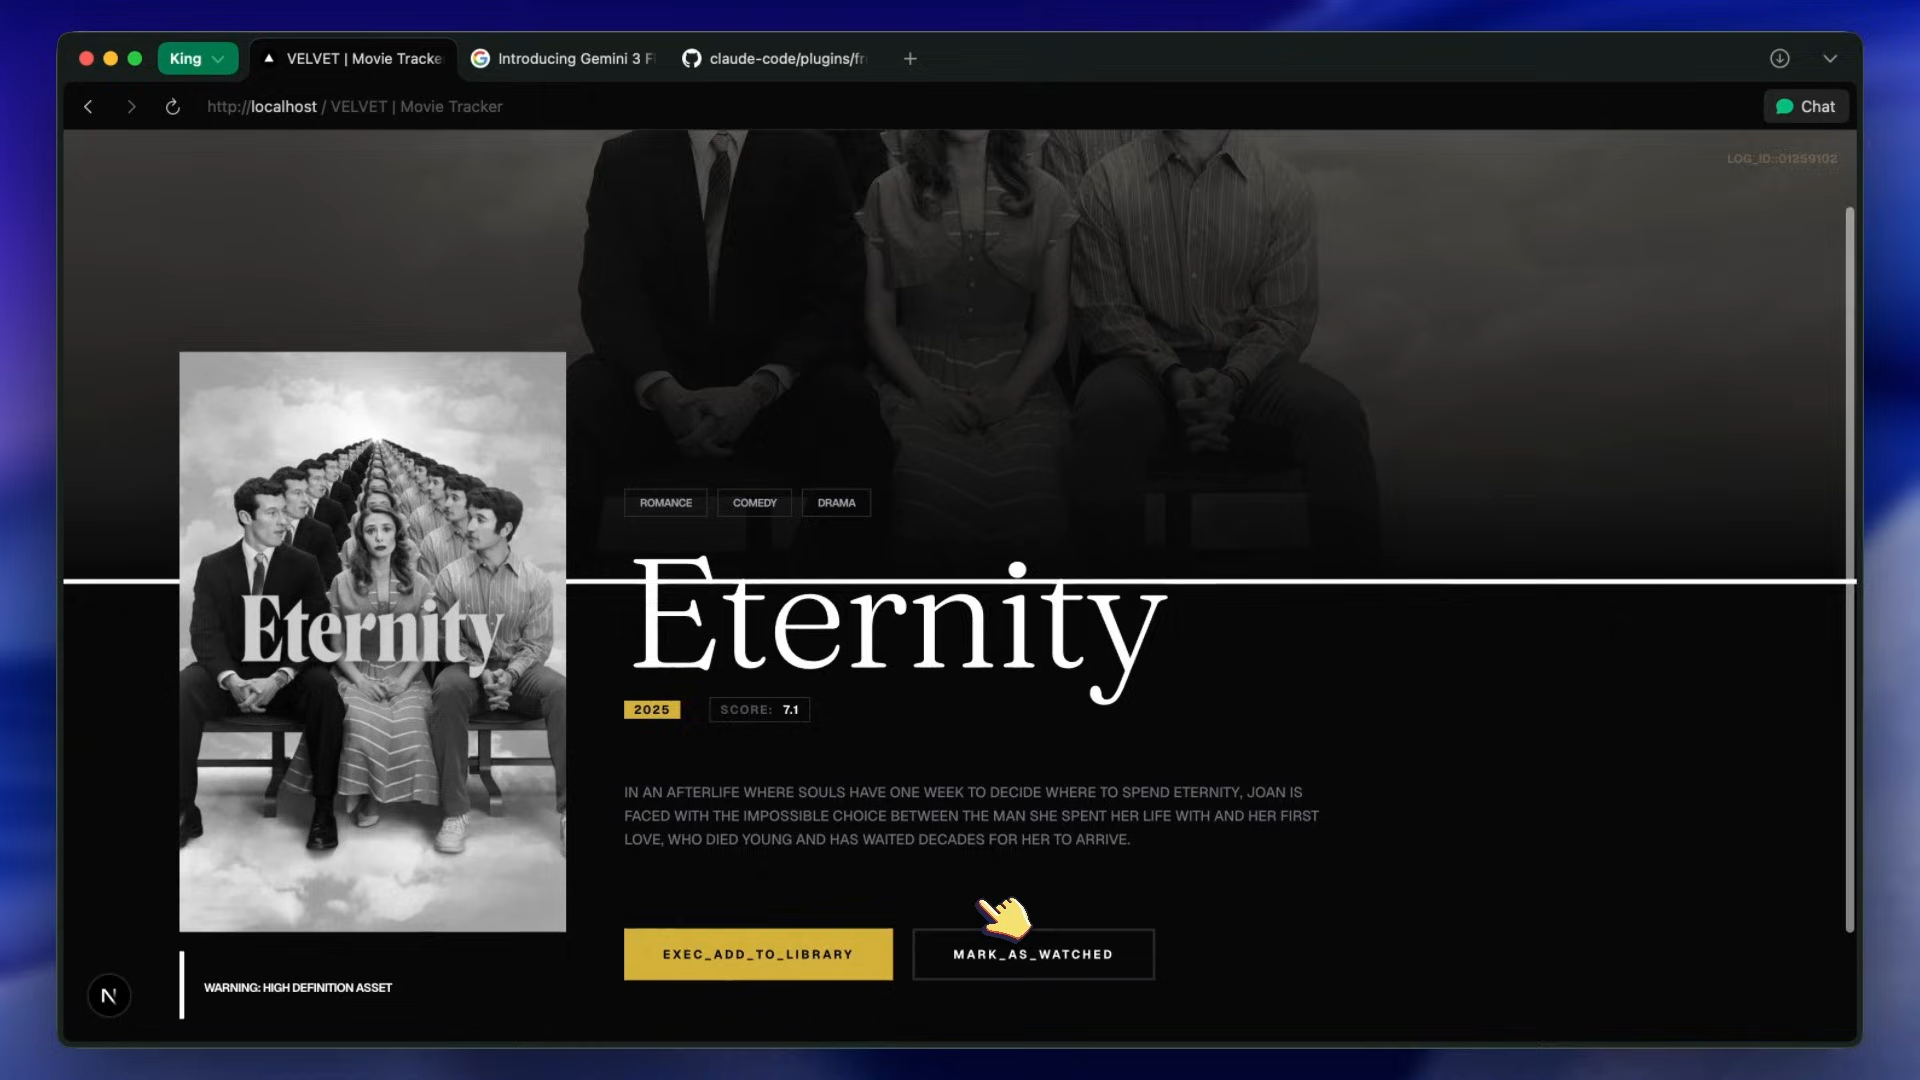 King
VELVET | Movie Tracke
Introducing Gemini 3 F
claude-code/plugins/fr
http://localhost / VELVET | Movie Tracker
Chat
LOG_ID::01259102
Eternity
ROMANCE
COMEDY
DRAMA
Eternity
2025
SCORE: 7.1
IN AN AFTERLIFE WHERE SOULS HAVE ONE WEEK TO DECIDE WHERE TO SPEND ETERNITY, JOAN IS
FACED WITH THE IMPOSSIBLE CHOICE BETWEEN THE MAN SHE SPENT HER LIFE WITH AND HER FIRST
LOVE, WHO DIED YOUNG AND HAS WAITED DECADES FOR HER TO ARRIVE.
EXEC_ADD_TO_LIBRARY
MARK_AS_WATCHED
WARNING: HIGH DEFINITION ASSET
N